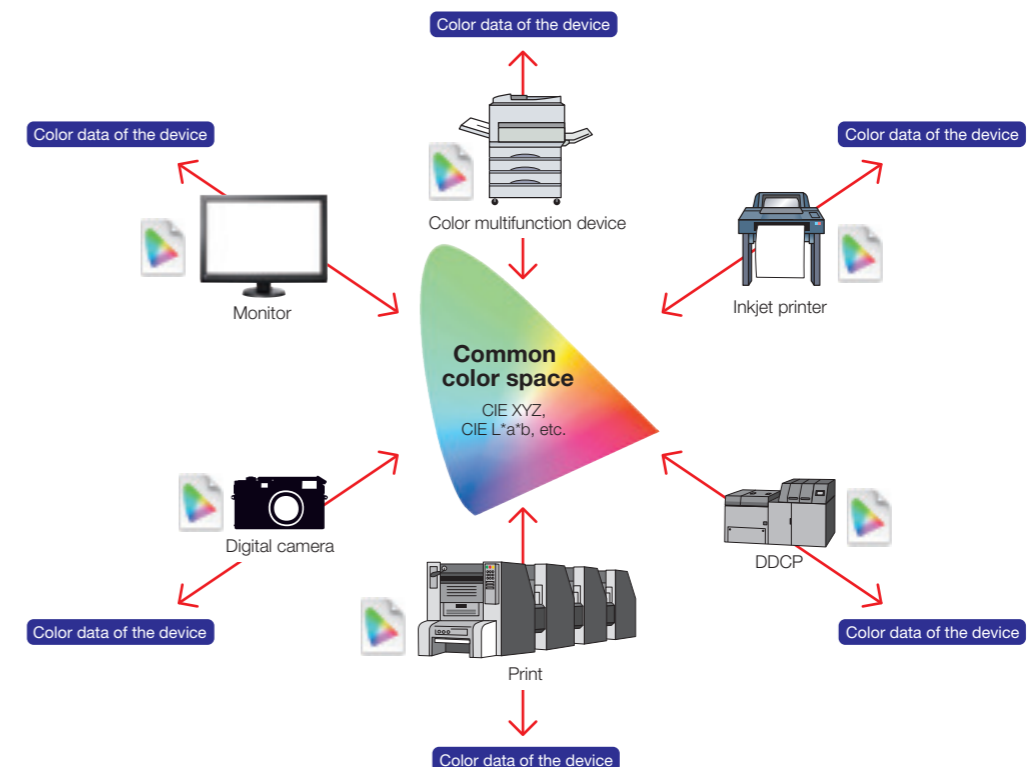 Color data of the device
Color data of the device
Color data of the device
Color multifunction device
Monitor
Inkjet printer
Common
color space
CIE XYZ,
CIE L*a*b, etc.
Digital camera
DDCP
Color data of the device
Color data of the device
Print
Color data of the device